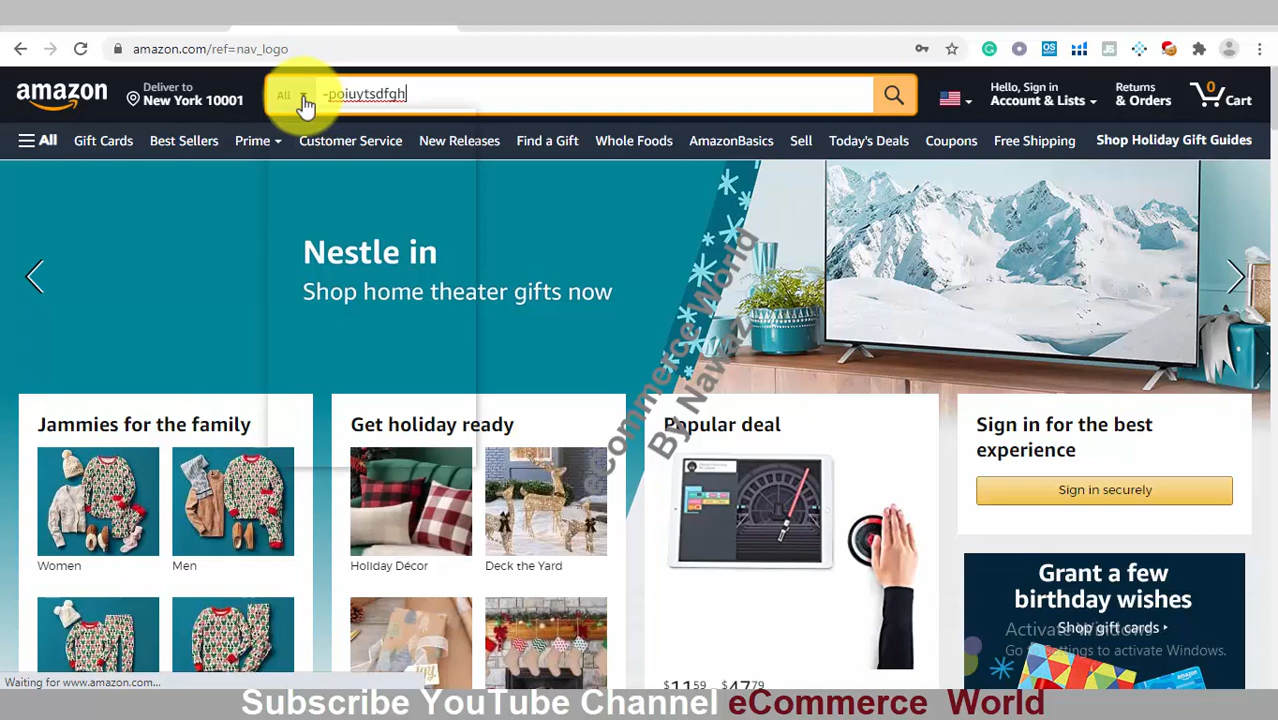 amazon.com/ref=nav_logo
amazon
Deliver to
New York 10001
All
-poiuytsdfgh
Hello, Sign in
Account & Lists
Returns
& Orders
0
Cart
All
Gift Cards
Best Sellers
Prime
Customer Service
New Releases
Find a Gift
Whole Foods
AmazonBasics
Sell
Today's Deals
Coupons
Free Shipping
Shop Holiday Gift Guides
Nestle in
Shop home theater gifts now
eCommerce World
By Nawaz
Jammies for the family
Women
Men
Get holiday ready
Holiday Décor
Deck the Yard
Popular deal
$1159 - $4779
Sign in for the best
experience
Sign in securely
Grant a few
birthday wishes
Shop gift cards
Activate Windows
Go to Settings to activate Windows.
Waiting for www.amazon.com...
Subscribe YouTube Channel eCommerce World